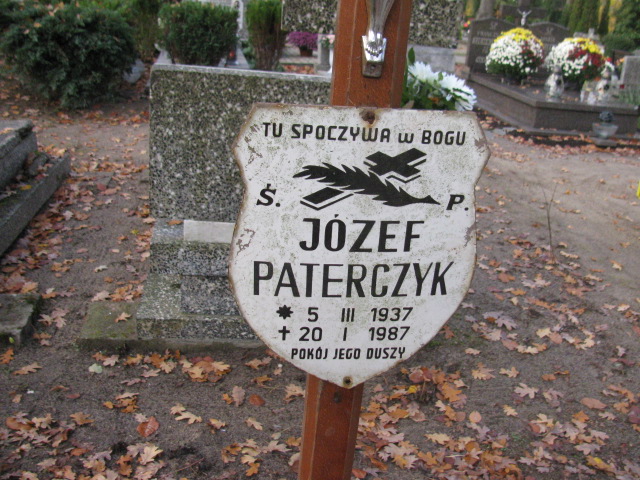 TU SPOCZYWA w BOGU
Ś. P.
JÓZEF
PATERCZYK
* 5 III 1937
✝ 20 I 1987
POKÓJ JEGO DUSZY